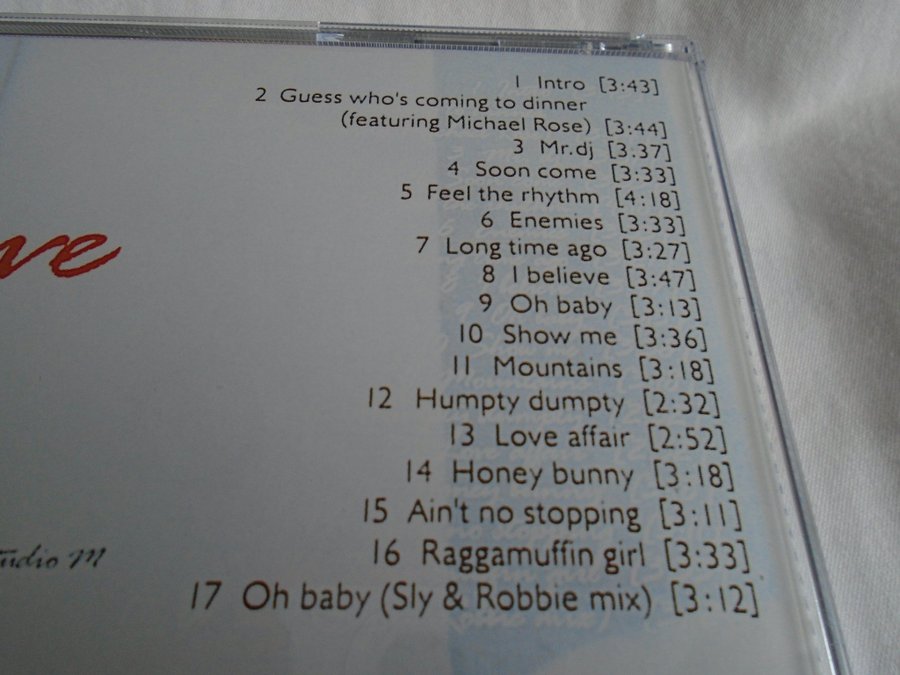 1 Intro [3:43]
2 Guess who's coming to dinner
(featuring Michael Rose) [3:44]
3 Mr.dj [3.37]
4 Soon come [3:33]
5 Feel the rhythm [4:18]
6 Enemies [3:33]
7 Long time ago [3:27]
8 I believe [3:47]
9 Oh baby [3:13]
10 Show me [3:36]
11 Mountains [3:18]
12 Humpty dumpty [2:32]
13 Love affair [2:52]
14 Honey bunny [3:18]
15 Ain't no stopping [3:11]
16 Raggamuffin girl [3:33]
17 Oh baby (Sly & Robbie mix) [3:12]